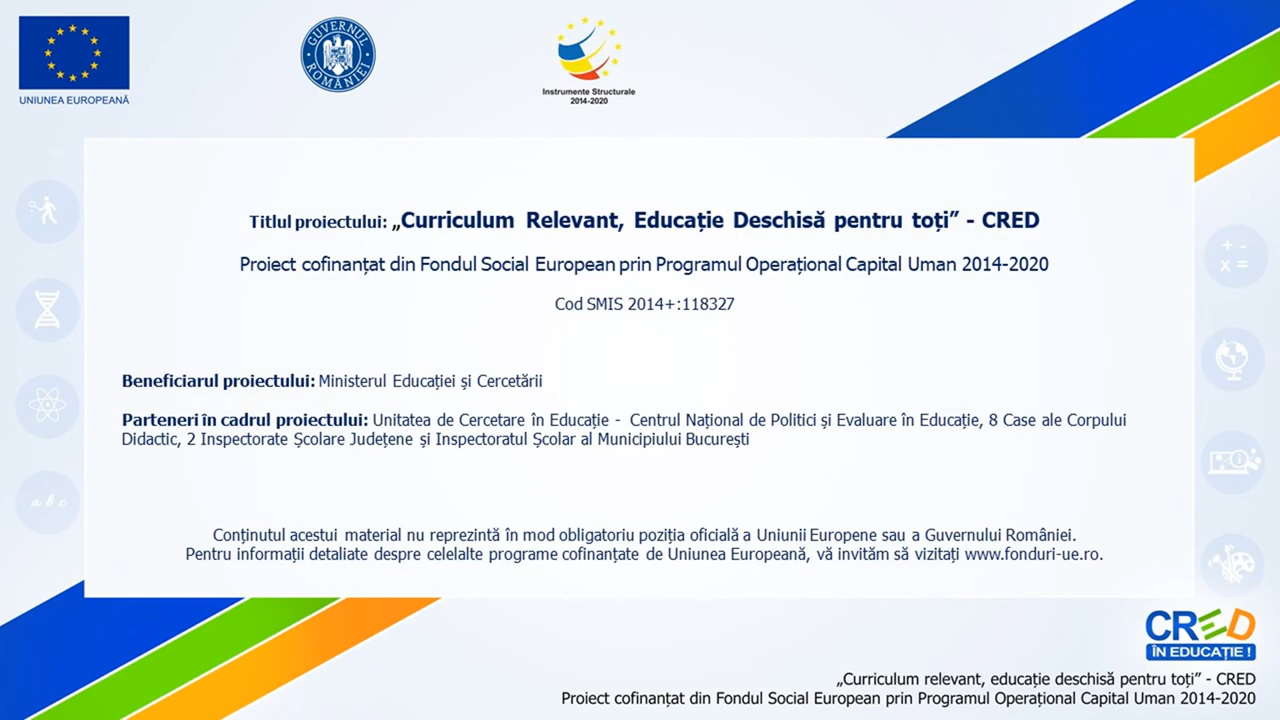 UNIUNEA EUROPEANĂ
GUVERNUL ROMÂNIEI
Instrumente Structurale
2014-2020
Titlul proiectului: „Curriculum Relevant, Educație Deschisă pentru toți” - CRED
Proiect cofinanțat din Fondul Social European prin Programul Operațional Capital Uman 2014-2020
Cod SMIS 2014+:118327
+ -
x =
Beneficiarul proiectului: Ministerul Educației și Cercetării
Parteneri în cadrul proiectului: Unitatea de Cercetare în Educație - Centrul Național de Politici și Evaluare în Educație, 8 Case ale Corpului
Didactic, 2 Inspectorate Școlare Județene și Inspectoratul Școlar al Municipiului București
a b c
Conținutul acestui material nu reprezintă în mod obligatoriu poziția oficială a Uniunii Europene sau a Guvernului României.
Pentru informații detaliate despre celelalte programe cofinanțate de Uniunea Europeană, vă invităm să vizitați www.fonduri-ue.ro.
CRED
ÎN EDUCAȚIE !
„Curriculum relevant, educație deschisă pentru toți” - CRED
Proiect cofinanțat din Fondul Social European prin Programul Operațional Capital Uman 2014-2020